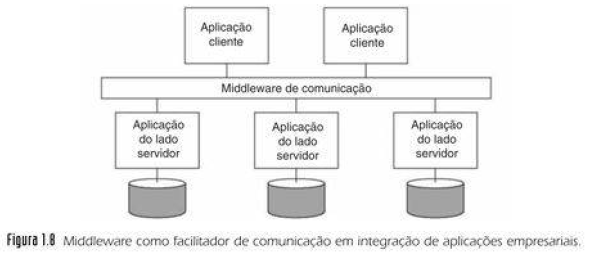 Aplicação
cliente
Aplicação
cliente
Middleware de comunicação
Aplicação
do lado
servidor
Aplicação
do lado
servidor
Aplicação
do lado
servidor
Figura 1.8 Middleware como facilitador de comunicação em integração de aplicações empresariais.